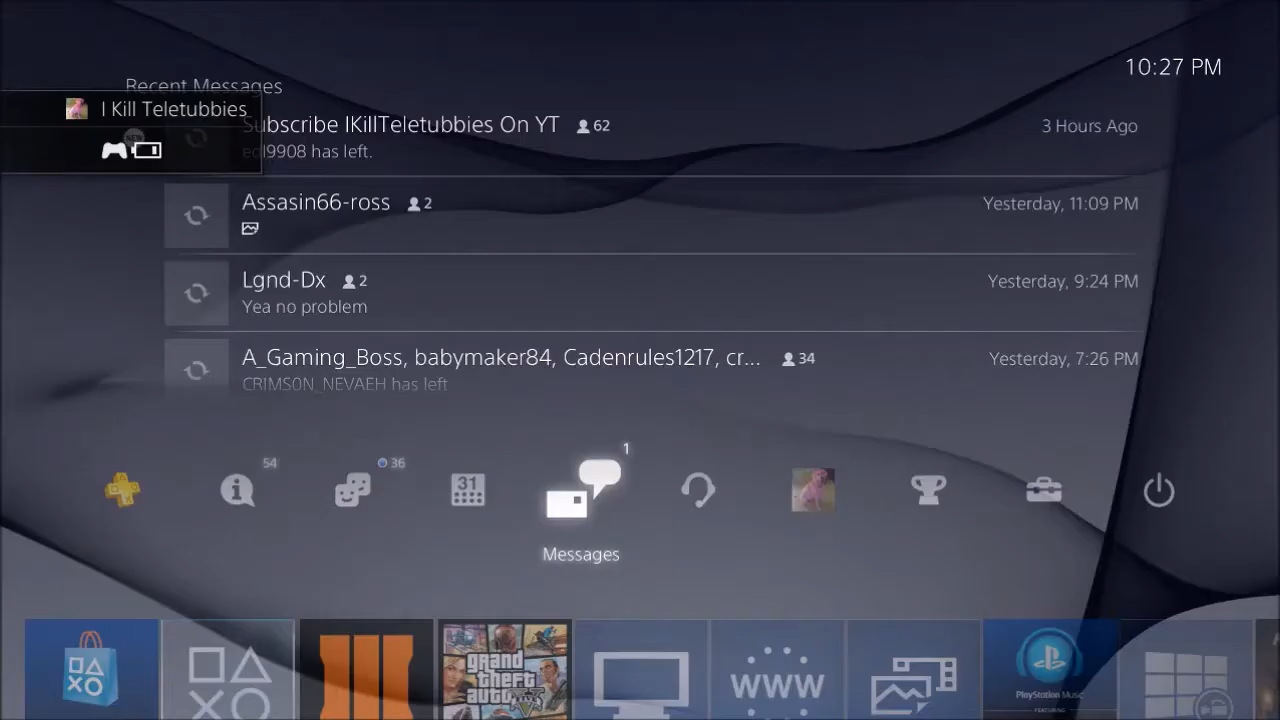 10:27 PM
Recent Messages
I Kill Teletubbies
NEW
Subscribe IKillTeletubbies On YT 62
3 Hours Ago
9908 has left.
Assasin66-ross 2
Yesterday, 11:09 PM
Lgnd-Dx 2
Yesterday, 9:24 PM
Yea no problem
A_Gaming_Boss, babymaker84, Cadenrules1217, cr... 34
Yesterday, 7:26 PM
CRIMS0N_NEVAEH has left
54
36
31
1
Messages
grand
theft
auto V
WWW
PlayStation Music
FEATURING